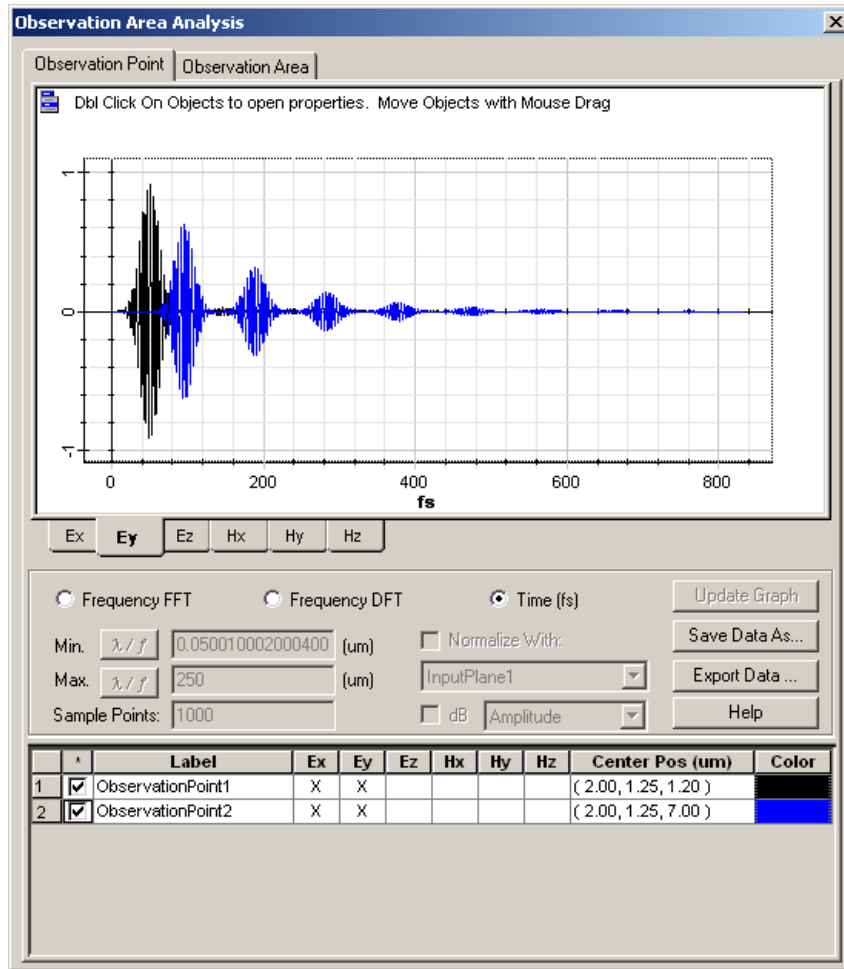 Observation Area Analysis
Observation Point Observation Area
Dbl Click On Objects to open properties. Move Objects with Mouse Drag
1
0
-1
0 200 400 600 800
fs
Ex Ey Ez Hx Hy Hz
Frequency FFT Frequency DFT Time (fs) Update Graph
Min. λ / f 0.050010002000400 (um) Normalize With: Save Data As...
Max. λ / f 250 (um) InputPlane1 Export Data ...
Sample Points: 1000 dB Amplitude Help
* Label Ex Ey Ez Hx Hy Hz Center Pos (um) Color
1 ObservationPoint1 X X ( 2.00, 1.25, 1.20 )
2 ObservationPoint2 X X ( 2.00, 1.25, 7.00 )